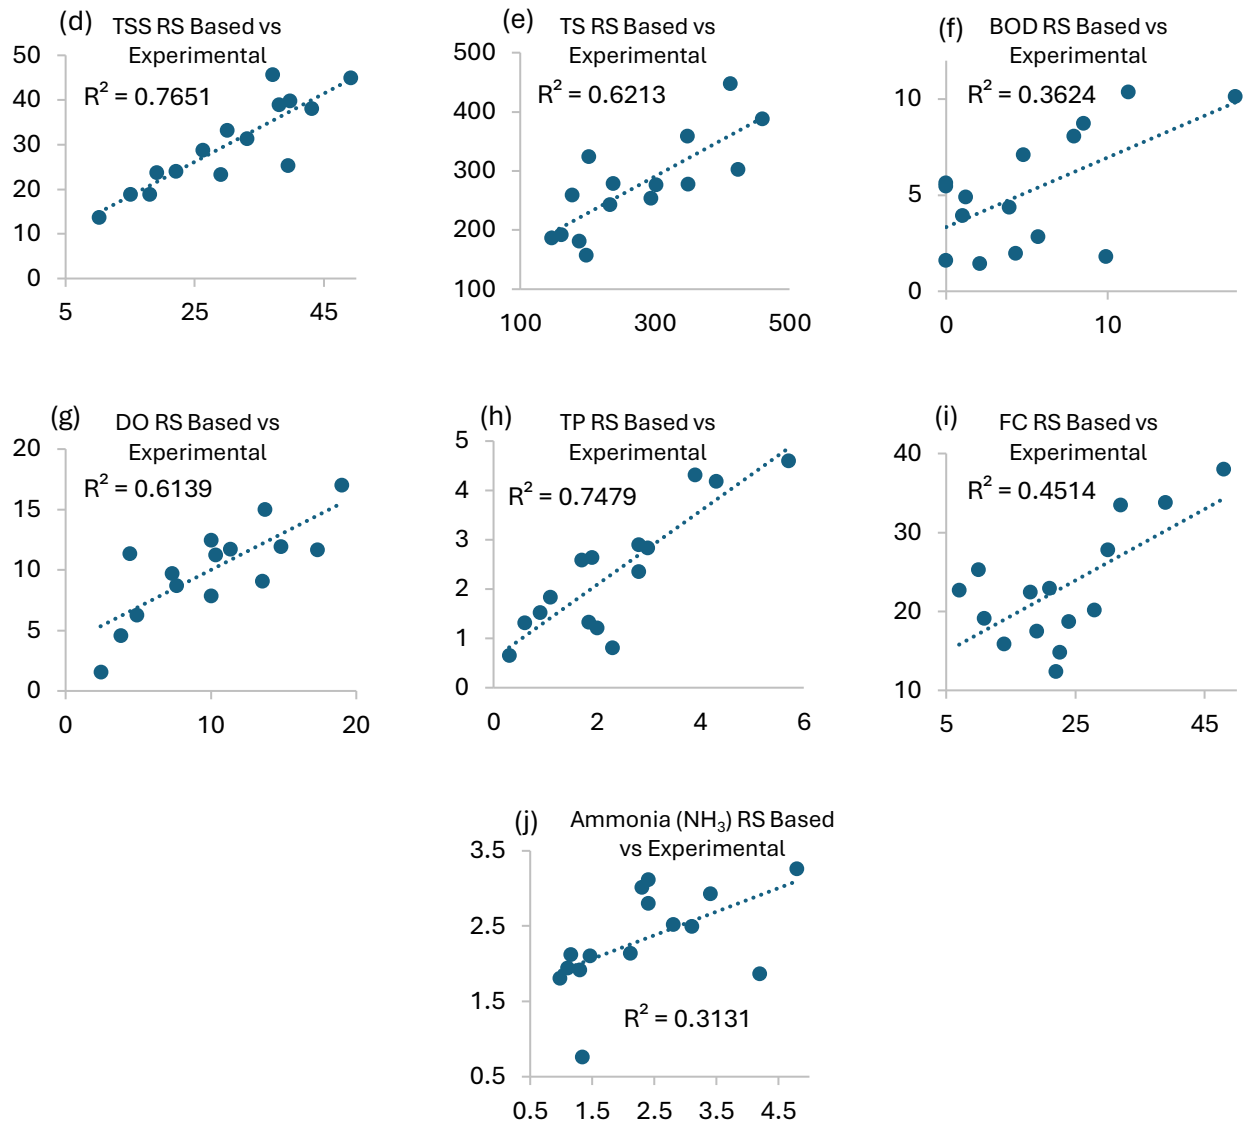 (d) TSS RS Based vs
Experimental
R² = 0.7651
50
40
30
20
10
0
5 25 45
(e) TS RS Based vs
Experimental
R² = 0.6213
500
400
300
200
100
100 300 500
(f) BOD RS Based vs
Experimental
R² = 0.3624
10
5
0
0 10
(g) DO RS Based vs
Experimental
R² = 0.6139
20
15
10
5
0
0 10 20
(h) TP RS Based vs
Experimental
R² = 0.7479
5
4
3
2
1
0
0 2 4 6
(i) FC RS Based vs
Experimental
R² = 0.4514
40
30
20
10
5 25 45
(j) Ammonia (NH₃) RS Based
vs Experimental
3.5
2.5
1.5
R² = 0.3131
0.5
0.5 1.5 2.5 3.5 4.5